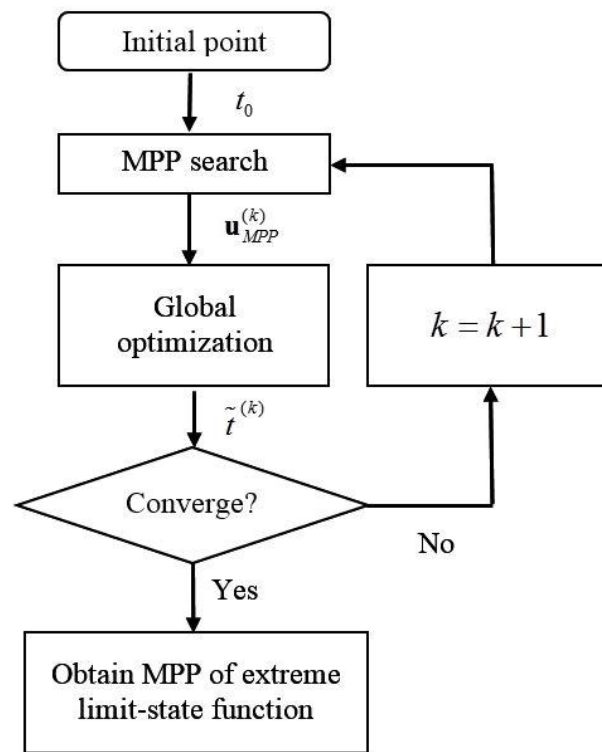 Initial point
t₀
MPP search
𝐮_{MPP}^{(k)}
Global
optimization
k = k + 1
t̃^{(k)}
Converge?
No
Yes
Obtain MPP of extreme
limit-state function